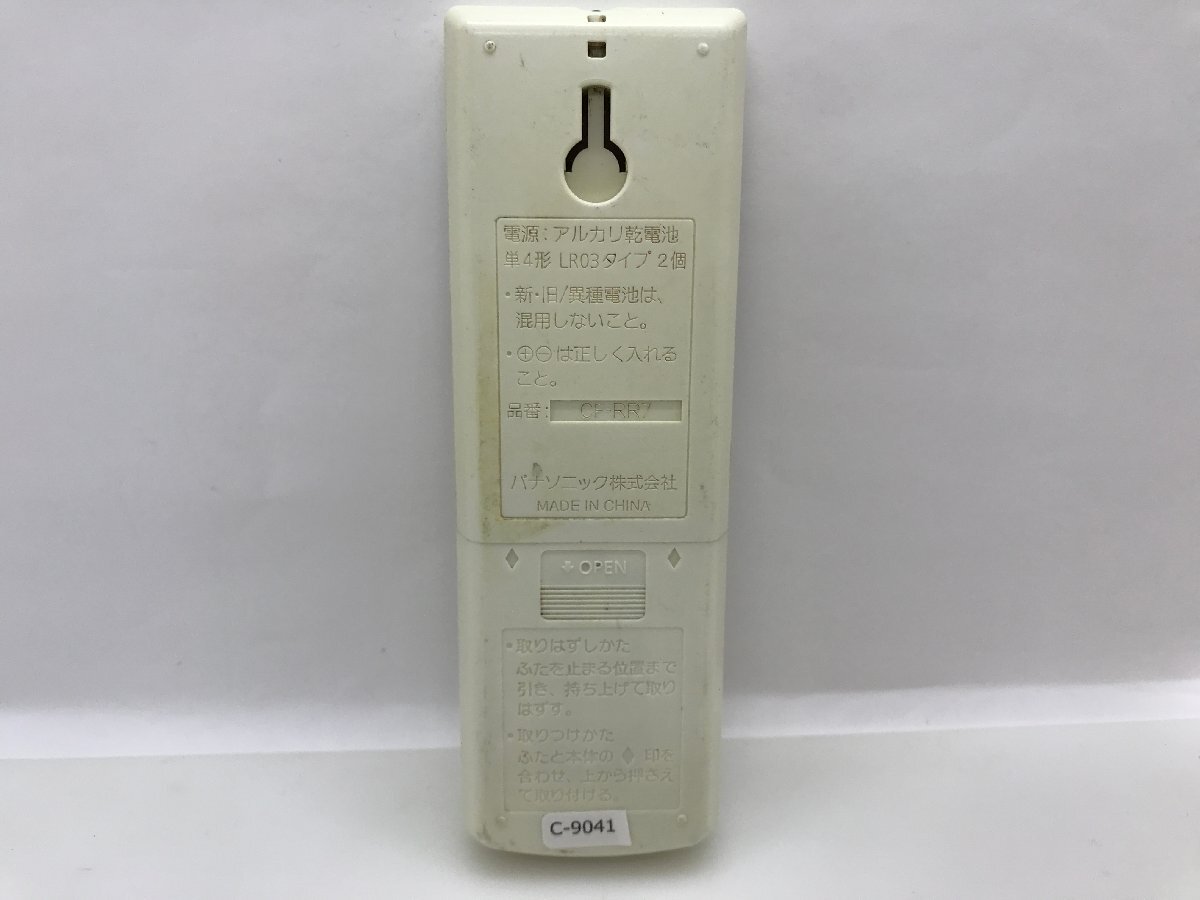 電源:アルカリ乾電池
単4形 LR03タイプ 2個
・新・旧/異種電池は、
混用しないこと。
・⊕⊖は正しく入れる
こと。
品番: CH-RR7
パナソニック株式会社
MADE IN CHINA
OPEN
・取りはずしかた
ふたを止まる位置まで
引き、持ち上げて取り
はずす。
・取りつけかた
ふたと本体の ♦ 印を
合わせ、上から押さえ
て取り付ける。
C-9041